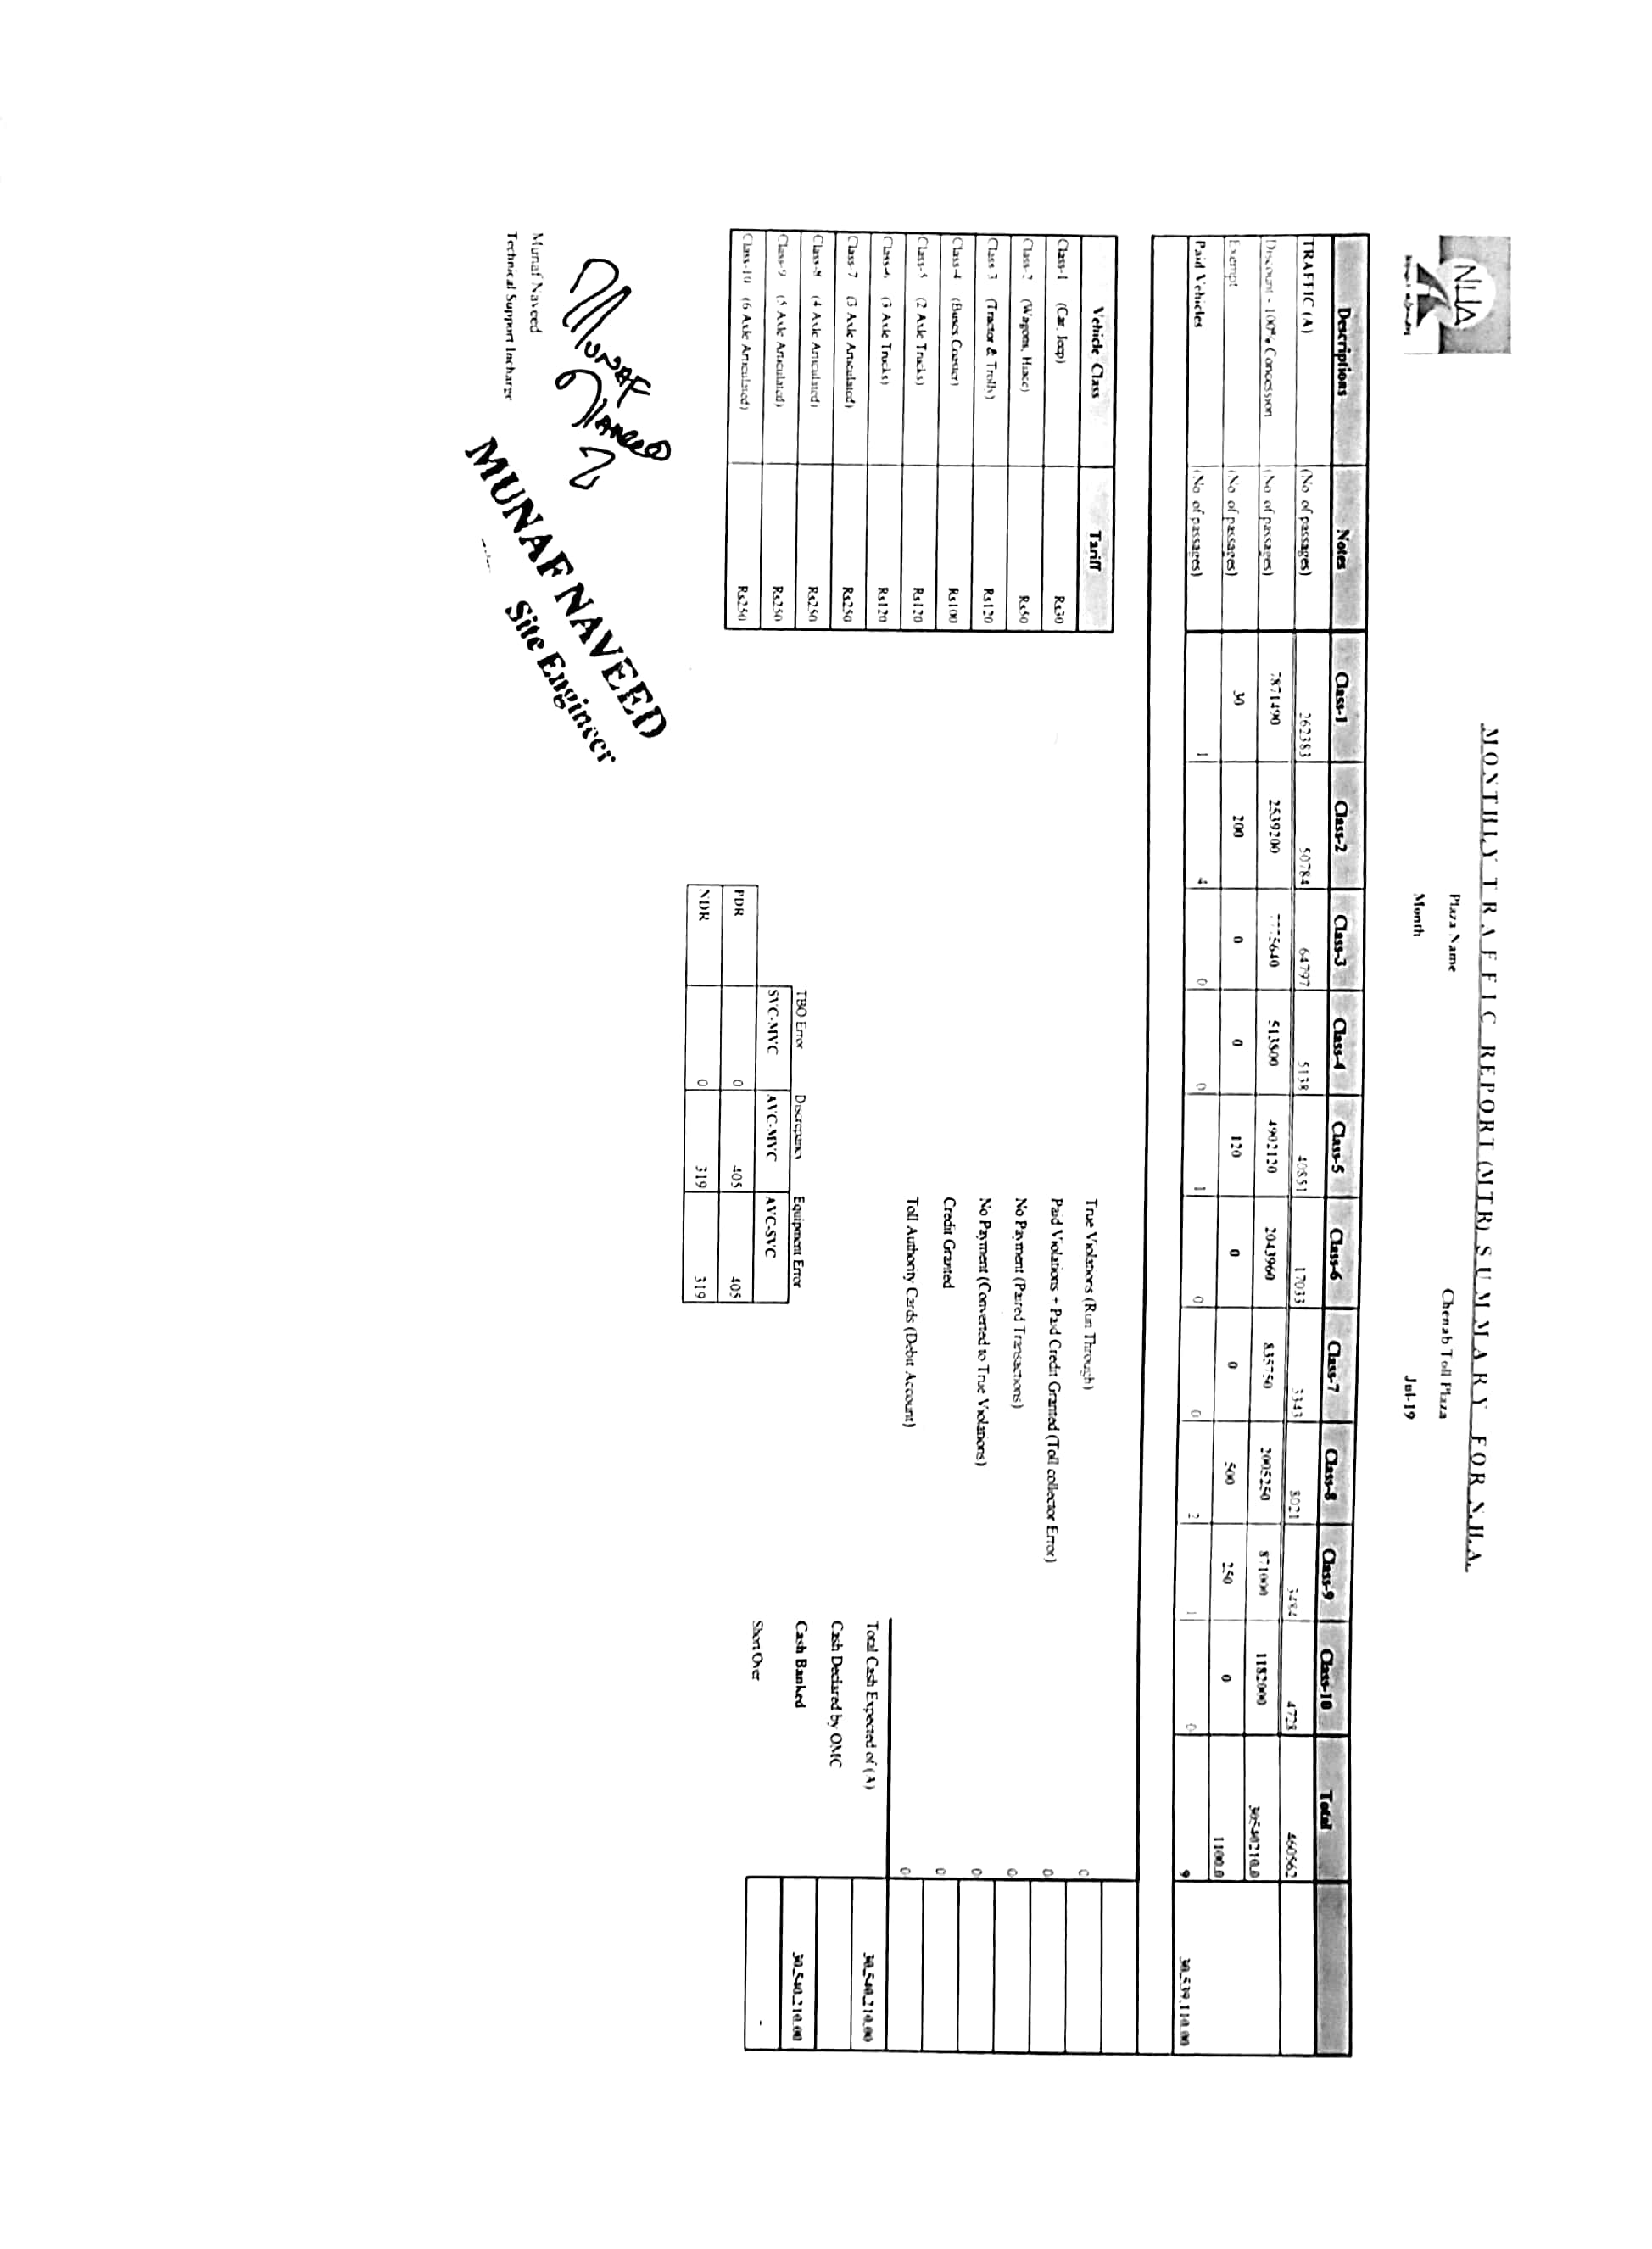 NHA
MONTHLY TRAFFIC REPORT (MTR) SUMMARY FOR N.H.A.
Plaza Name Chenab Toll Plaza
Month Jul-19
Descriptions Notes Class-1 Class-2 Class-3 Class-4 Class-5 Class-6 Class-7 Class-8 Class-9 Class-10 Total
TRAFFIC (A) (No of passages) 262383 50784 64797 5138 40851 17033 3343 8021 3484 4728 460562
Discount - 100% Concession (No of passages) 7871490 2539200 7775640 513800 4902120 2043960 835750 2005250 871000 1182000 30540210.0
Exempt (No of passages) 30 200 0 0 120 0 0 500 250 0 1100.0
Paid Vehicles (No of passages) 1 4 0 0 1 0 0 2 1 0 9 30,539,110.00
Vehicle Class Tariff
Class-1 (Car, Jeep) Rs30
Class-2 (Wagons, Hiace) Rs50
Class-3 (Tractor & Trolly) Rs120
Class-4 (Buses Coaster) Rs100
Class-5 (2 Axle Trucks) Rs120
Class-6 (3 Axle Trucks) Rs120
Class-7 (3 Axle Articulated) Rs250
Class-8 (4 Axle Articulated) Rs250
Class-9 (5 Axle Articulated) Rs250
Class-10 (6 Axle Articulated) Rs250
True Violations (Run Through) 0
Paid Violations + Paid Credit Granted (Toll collector Error) 0
No Payment (Paired Transactions) 0
No Payment (Converted to True Violations) 0
Credit Granted 0
Toll Authority Cards (Debit Account) 0
Total Cash Expected of (A) 30,540,210.00
Cash Declared by OMC
Cash Banked 30,540,210.00
Short Over -
TBO Error Discrepancy Equipment Error
SVC-MVC AVC-MVC AVC-SVC
PDR 0 405 405
NDR 0 319 319
Munaf Naveed
Munaf Naveed
Technical Support Incharge
MUNAF NAVEED
Site Engineer